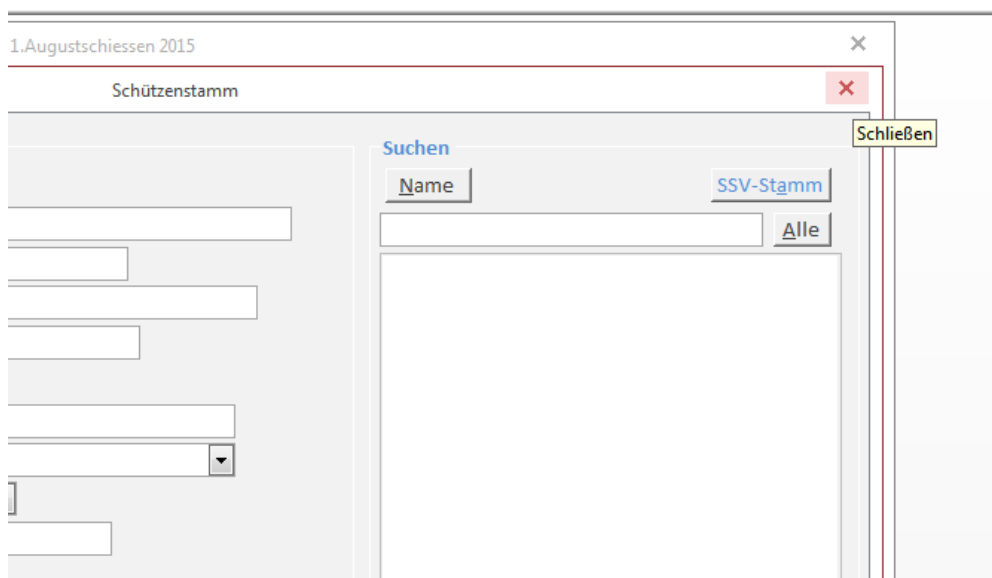 1.Augustschiessen 2015
Schützenstamm
Schließen
Suchen
Name
SSV-Stamm
Alle